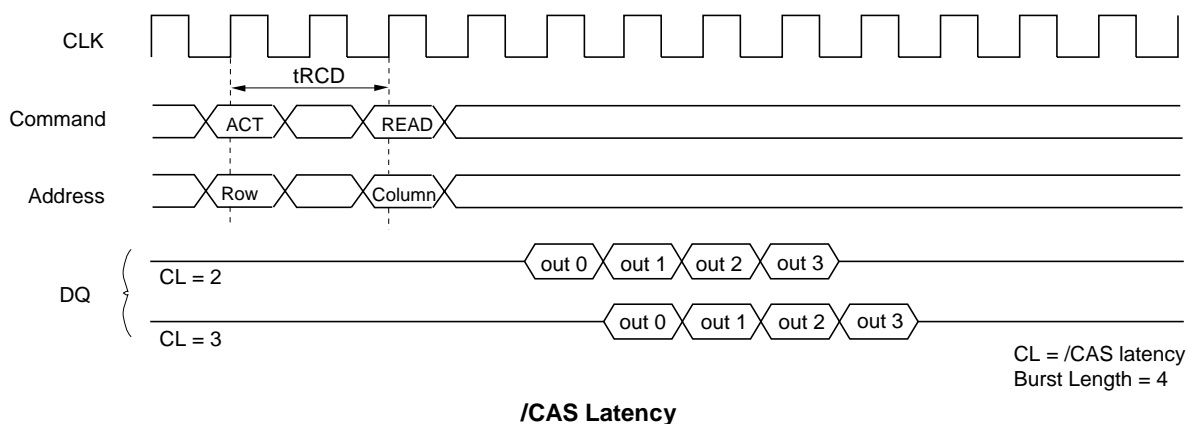 CLK
tRCD
Command ACT READ
Address Row Column
out 0 out 1 out 2 out 3
CL = 2
DQ
out 0 out 1 out 2 out 3
CL = 3
CL = /CAS latency
Burst Length = 4
/CAS Latency